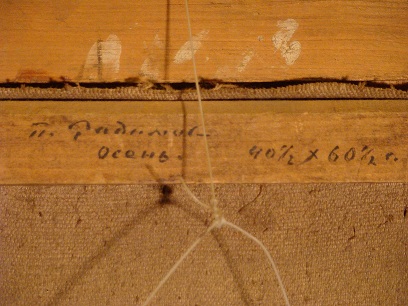 П. Радимов.
Осень. 40½ x 60½ с.